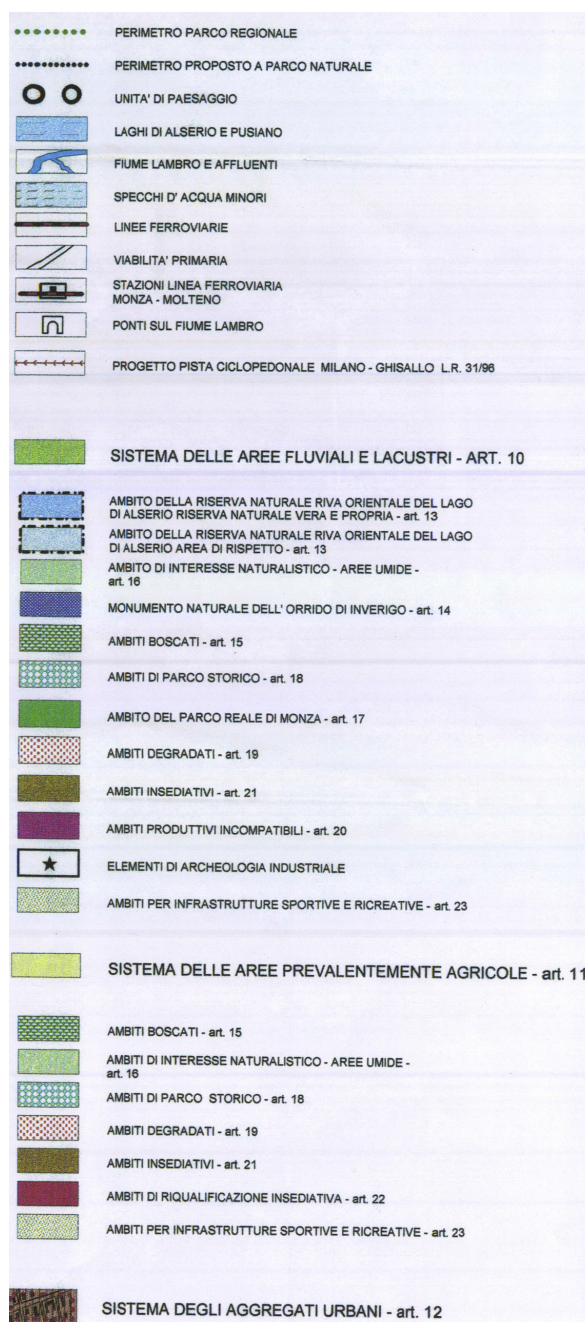 PERIMETRO PARCO REGIONALE
PERIMETRO PROPOSTO A PARCO NATURALE
UNITA' DI PAESAGGIO
LAGHI DI ALSERIO E PUSIANO
FIUME LAMBRO E AFFLUENTI
SPECCHI D' ACQUA MINORI
LINEE FERROVIARIE
VIABILITA' PRIMARIA
STAZIONI LINEA FERROVIARIA
MONZA - MOLTENO
PONTI SUL FIUME LAMBRO
PROGETTO PISTA CICLOPEDONALE MILANO - GHISALLO L.R. 31/96
SISTEMA DELLE AREE FLUVIALI E LACUSTRI - ART. 10
AMBITO DELLA RISERVA NATURALE RIVA ORIENTALE DEL LAGO
DI ALSERIO RISERVA NATURALE VERA E PROPRIA - art. 13
AMBITO DELLA RISERVA NATURALE RIVA ORIENTALE DEL LAGO
DI ALSERIO AREA DI RISPETTO - art. 13
AMBITO DI INTERESSE NATURALISTICO - AREE UMIDE -
art. 16
MONUMENTO NATURALE DELL' ORRIDO DI INVERIGO - art. 14
AMBITI BOSCATI - art. 15
AMBITI DI PARCO STORICO - art. 18
AMBITO DEL PARCO REALE DI MONZA - art. 17
AMBITI DEGRADATI - art. 19
AMBITI INSEDIATIVI - art. 21
AMBITI PRODUTTIVI INCOMPATIBILI - art. 20
ELEMENTI DI ARCHEOLOGIA INDUSTRIALE
AMBITI PER INFRASTRUTTURE SPORTIVE E RICREATIVE - art. 23
SISTEMA DELLE AREE PREVALENTEMENTE AGRICOLE - art. 11
AMBITI BOSCATI - art. 15
AMBITI DI INTERESSE NATURALISTICO - AREE UMIDE -
art. 16
AMBITI DI PARCO STORICO - art. 18
AMBITI DEGRADATI - art. 19
AMBITI INSEDIATIVI - art. 21
AMBITI DI RIQUALIFICAZIONE INSEDIATIVA - art. 22
AMBITI PER INFRASTRUTTURE SPORTIVE E RICREATIVE - art. 23
SISTEMA DEGLI AGGREGATI URBANI - art. 12